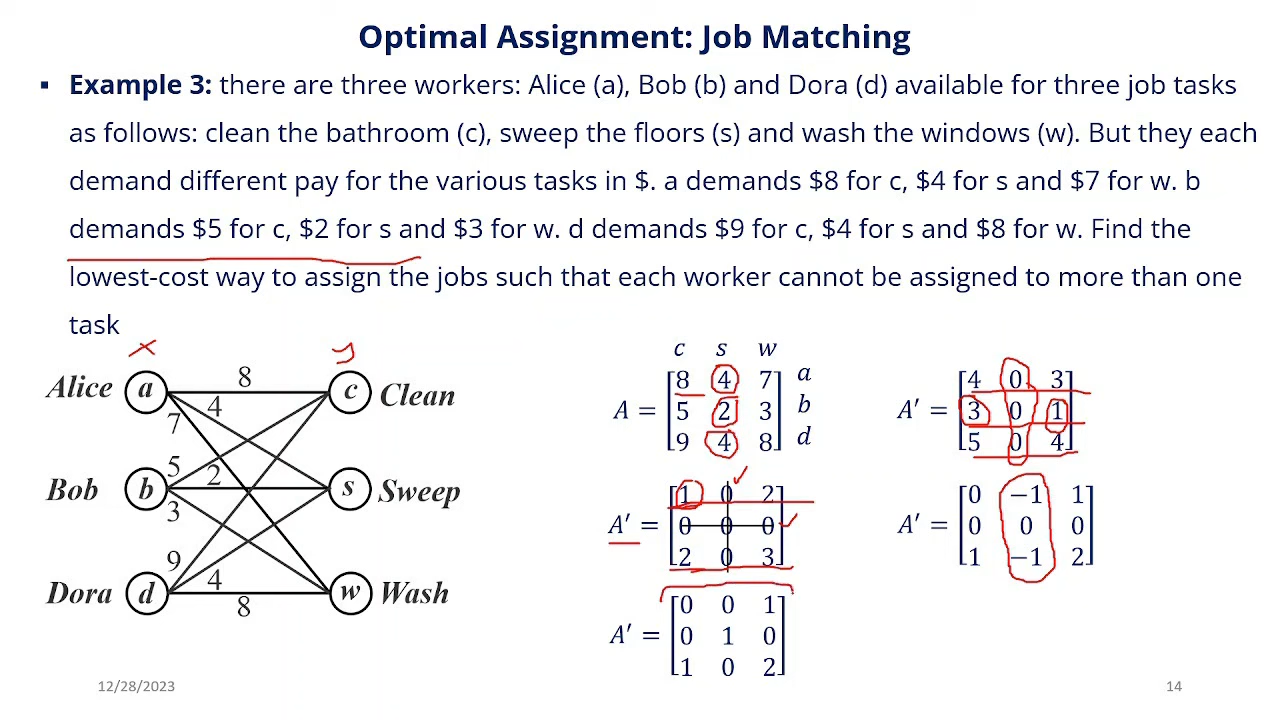 Optimal Assignment: Job Matching
▪ Example 3: there are three workers: Alice (a), Bob (b) and Dora (d) available for three job tasks
as follows: clean the bathroom (c), sweep the floors (s) and wash the windows (w). But they each
demand different pay for the various tasks in $. a demands $8 for c, $4 for s and $7 for w. b
demands $5 for c, $2 for s and $3 for w. d demands $9 for c, $4 for s and $8 for w. Find the
lowest-cost way to assign the jobs such that each worker cannot be assigned to more than one
task
x y
Alice a 8 c Clean
4
7
5
Bob b 2 s Sweep
3
9
Dora d 4 w Wash
8
c s w
A = [8 4 7] a
[5 2 3] b
[9 4 8] d
A′ = [4 0 3]
[3 0 1]
[5 0 4]
A′ = [1 0 2]
[0 0 0]
[2 0 3]
A′ = [0 −1 1]
[0 0 0]
[1 −1 2]
A′ = [0 0 1]
[0 1 0]
[1 0 2]
12/28/2023
14